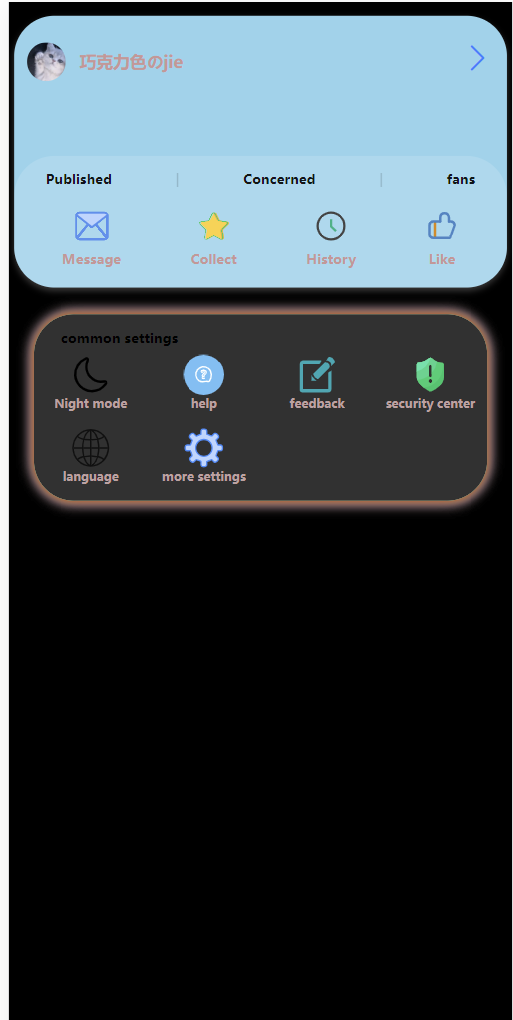 巧克力色のjie
Published | Concerned | fans
Message Collect History Like
common settings
Night mode help feedback security center
language more settings